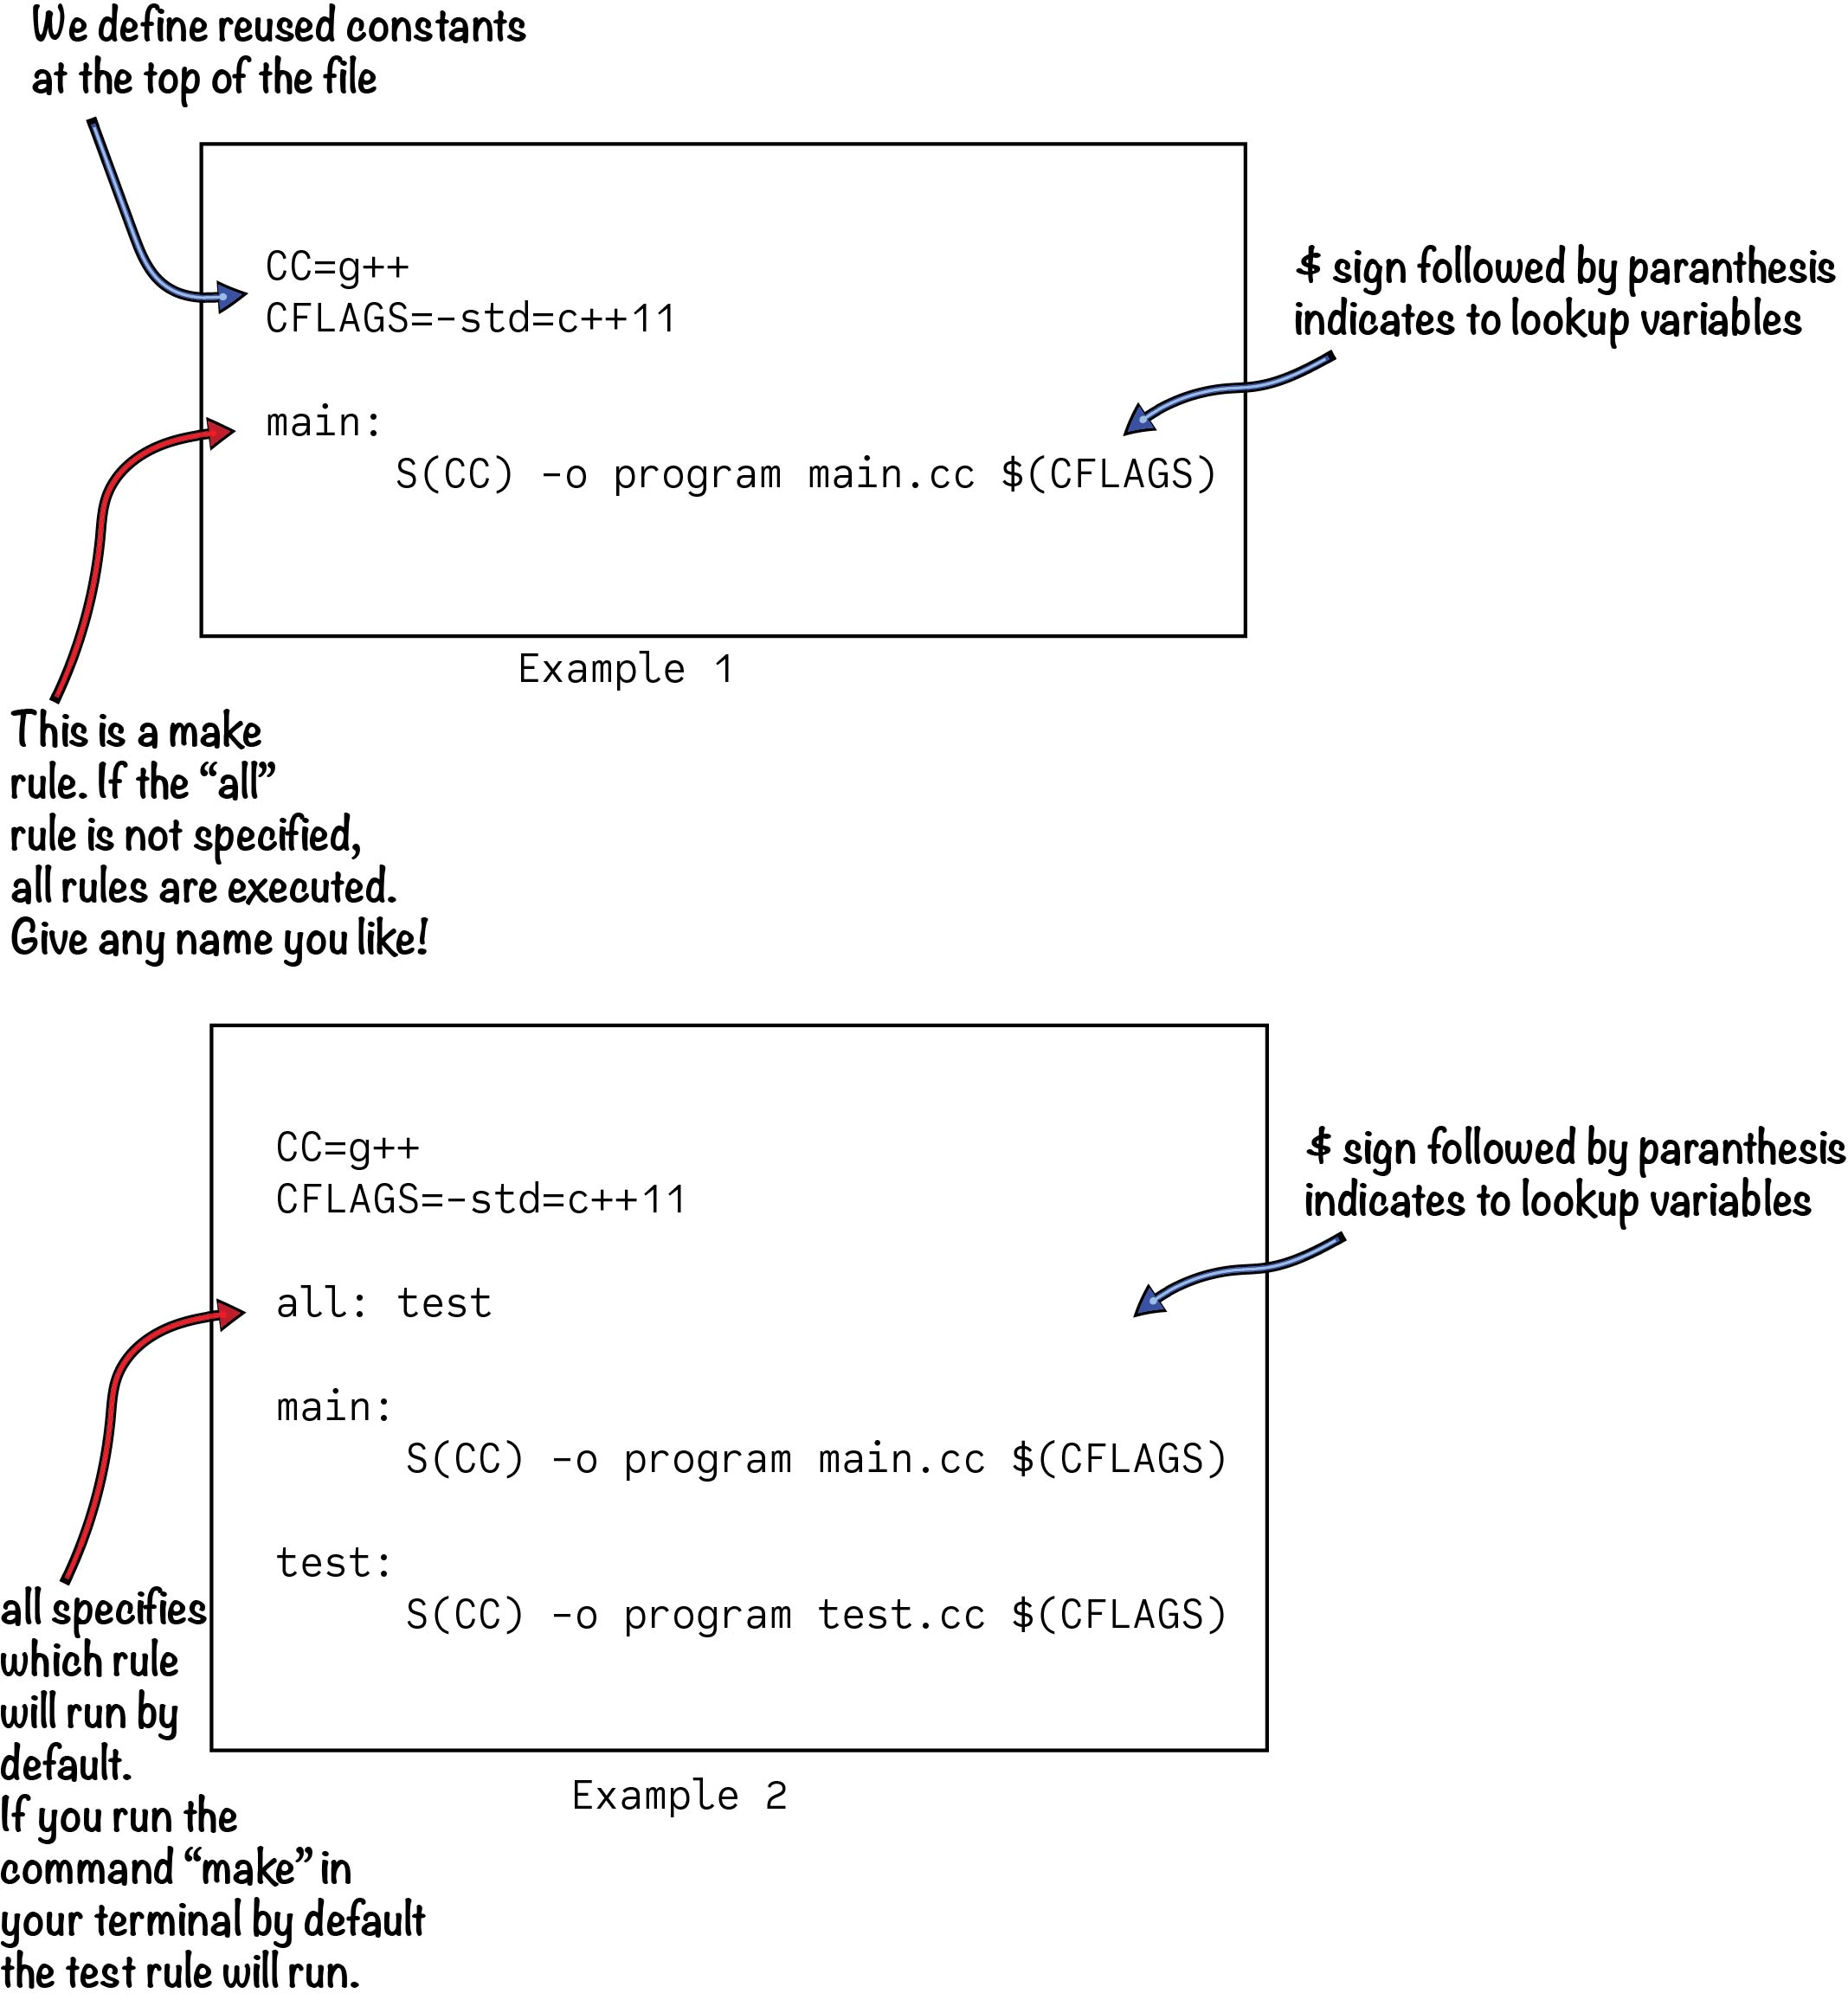 We define reused constants
at the top of the file
CC=g++
CFLAGS=-std=c++11
$ sign followed by paranthesis
indicates to lookup variables
main:
S(CC) -o program main.cc $(CFLAGS)
Example 1
This is a make
rule. If the “all”
rule is not specified,
all rules are executed.
Give any name you like!
CC=g++
CFLAGS=-std=c++11
$ sign followed by paranthesis
indicates to lookup variables
all: test
main:
S(CC) -o program main.cc $(CFLAGS)
test:
S(CC) -o program test.cc $(CFLAGS)
Example 2
all specifies
which rule
will run by
default.
If you run the
command “make” in
your terminal by default
the test rule will run.